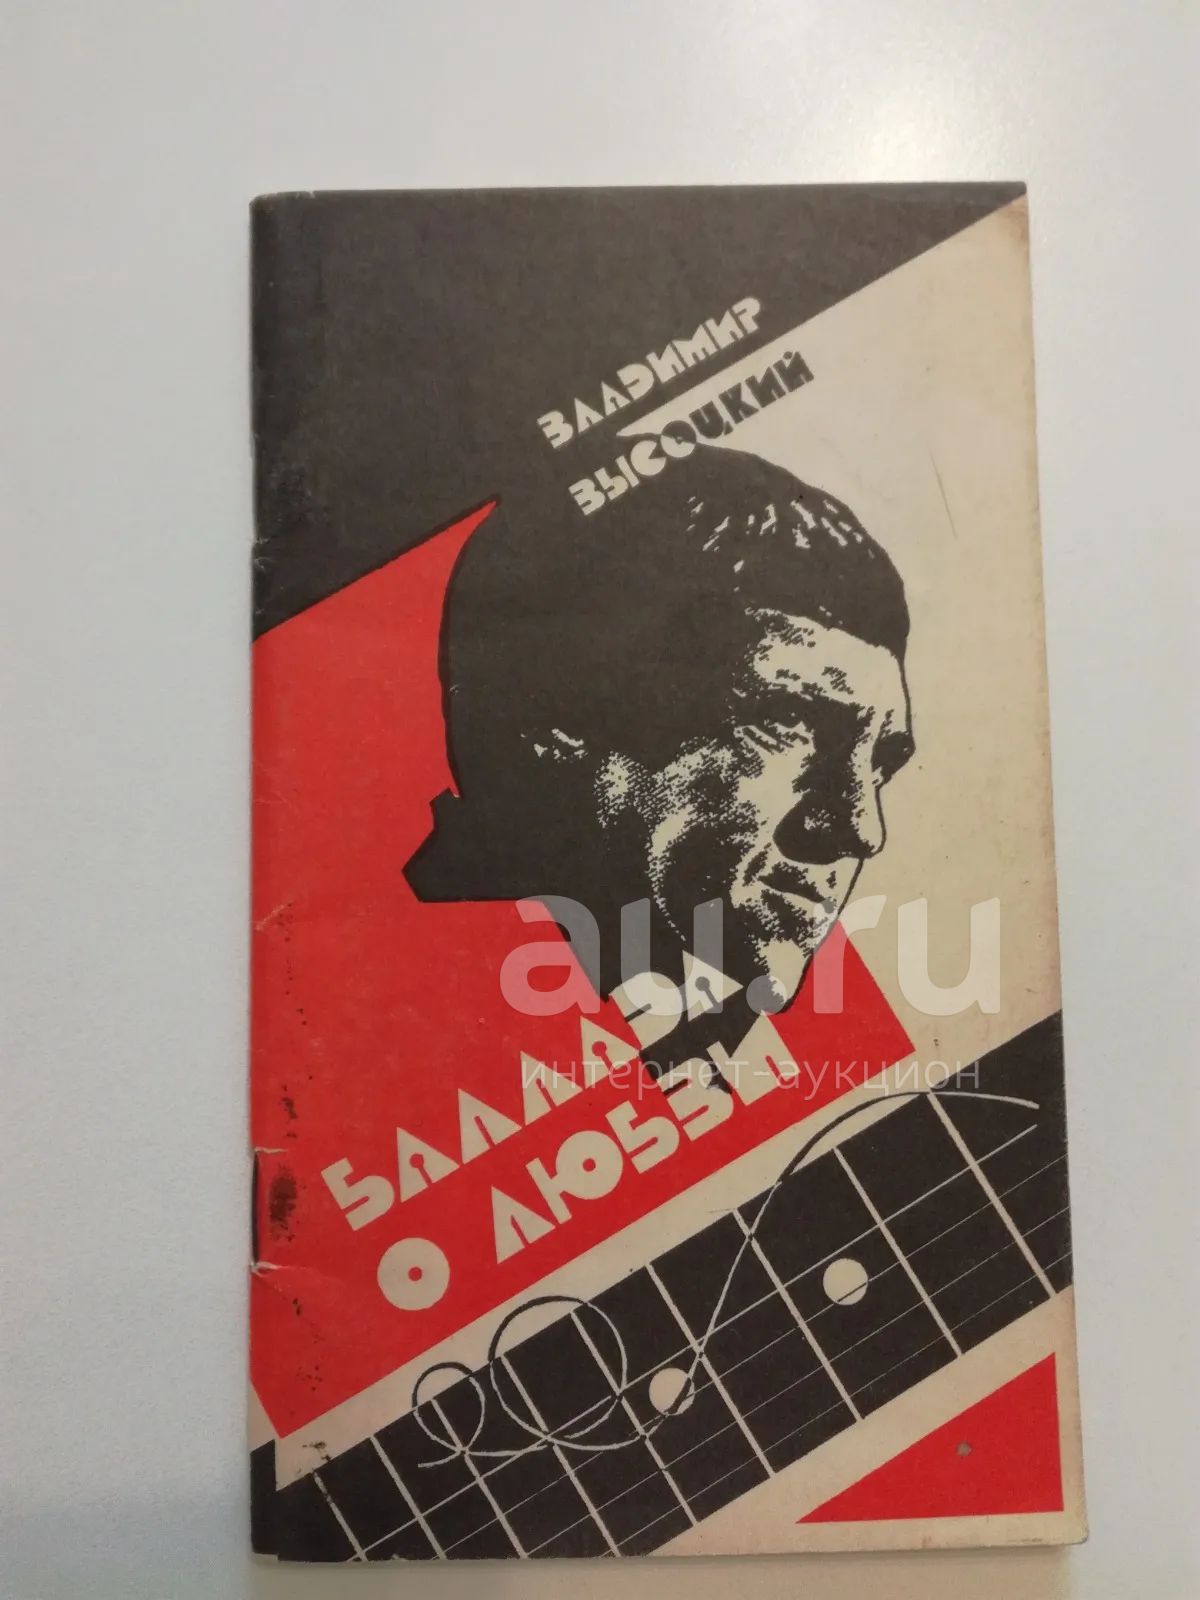 ВЛАДИМИР
ВЫСОЦКИЙ
БАЛЛАДА
О ЛЮБВИ
au.ru
интернет-аукцион